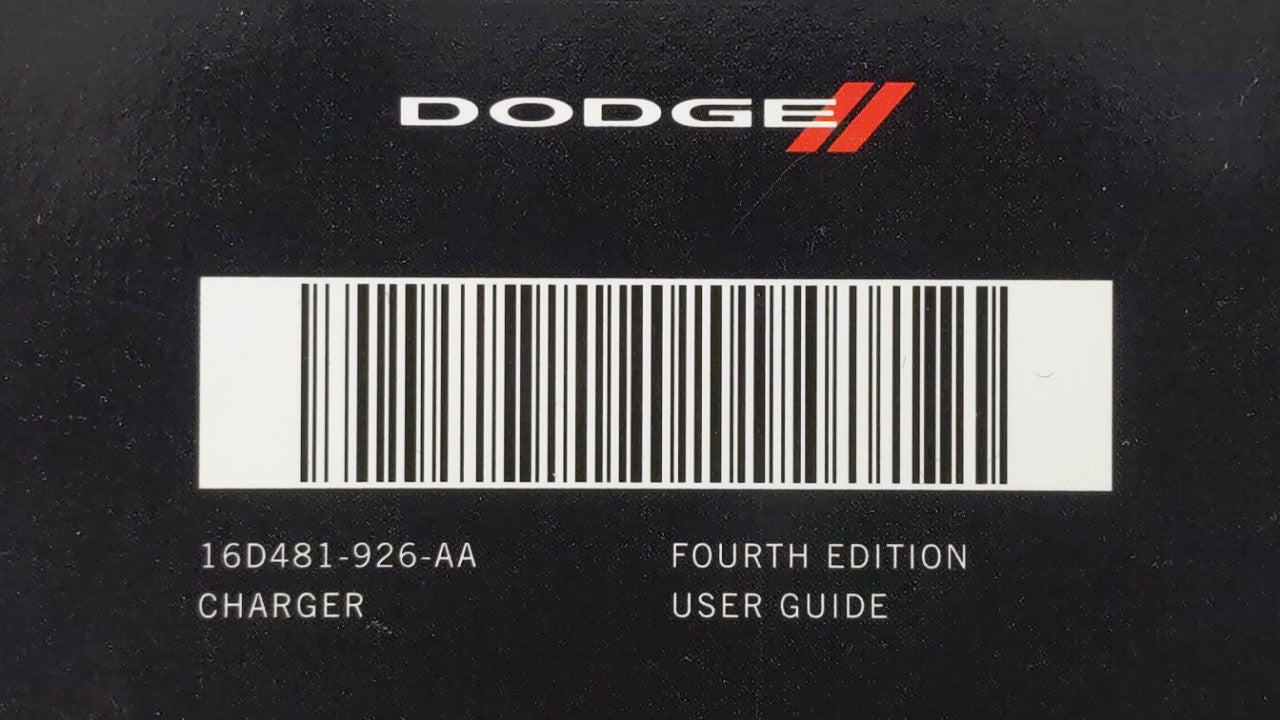 DODGE
16D481-926-AA
CHARGER
FOURTH EDITION
USER GUIDE